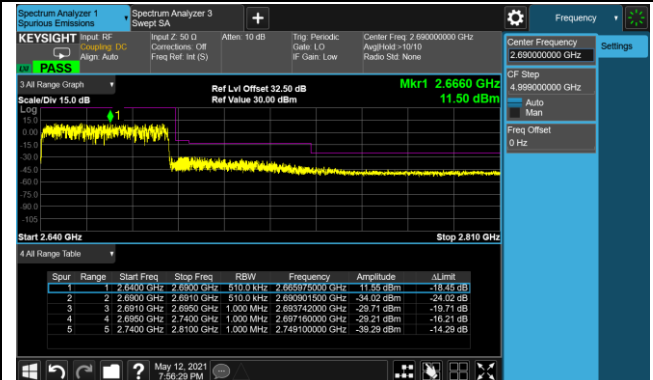 Spectrum Analyzer 1
Spurious Emissions
Spectrum Analyzer 3
Swept SA
Frequency
KEYSIGHT
Input: RF
Coupling: DC
Align: Auto
Input Z: 50 Ω
Corrections: Off
Freq Ref: Int (S)
Atten: 10 dB
Trig: Periodic
Gate: LO
IF Gain: Low
Center Freq: 2.690000000 GHz
Avg|Hold:>10/10
Radio Std: None
PASS
Center Frequency
2.690000000 GHz
Settings
CF Step
4.999000000 GHz
Auto
Man
Freq Offset
0 Hz
3 All Range Graph
Ref Lvl Offset 32.50 dB
Mkr1 2.6660 GHz
Scale/Div 15.0 dB
Ref Value 30.00 dBm
11.50 dBm
Log
1
15.0
0.00
-15.0
-30.0
-45.0
-60.0
-75.0
-90.0
-105
Start 2.640 GHz
Stop 2.810 GHz
4 All Range Table
Spur Range Start Freq Stop Freq RBW Frequency Amplitude ΔLimit
1 1 2.6400 GHz 2.6900 GHz 510.0 kHz 2.665975000 GHz 11.55 dBm -18.45 dB
2 2 2.6900 GHz 2.6910 GHz 510.0 kHz 2.690901500 GHz -34.02 dBm -24.02 dB
3 3 2.6910 GHz 2.6950 GHz 1.000 MHz 2.693742000 GHz -29.71 dBm -19.71 dB
4 4 2.6950 GHz 2.7400 GHz 1.000 MHz 2.697160000 GHz -29.21 dBm -16.21 dB
5 5 2.7400 GHz 2.8100 GHz 1.000 MHz 2.749100000 GHz -39.29 dBm -14.29 dB
May 12, 2021
7:56:29 PM